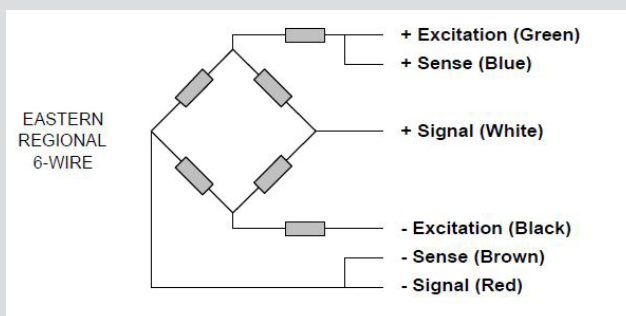 EASTERN
REGIONAL
6-WIRE
+ Excitation (Green)
+ Sense (Blue)
+ Signal (White)
- Excitation (Black)
- Sense (Brown)
- Signal (Red)